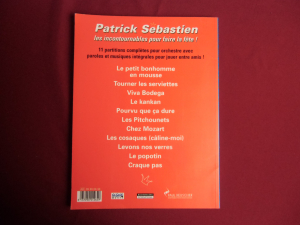 Patrick Sébastien
les incontournables pour faire la fête !
11 partitions complètes pour orchestre avec
paroles et musiques intégrales pour jouer votre amis !
Le petit bonhomme
en mousse
Tourner les serviettes
Viva Bodega
Le kankan
Pourvu que ça dure
Les Pitchounets
Chez Mozart
Les cosaques (câline-moi)
Levons nos verres
Le popotin
Craque pas